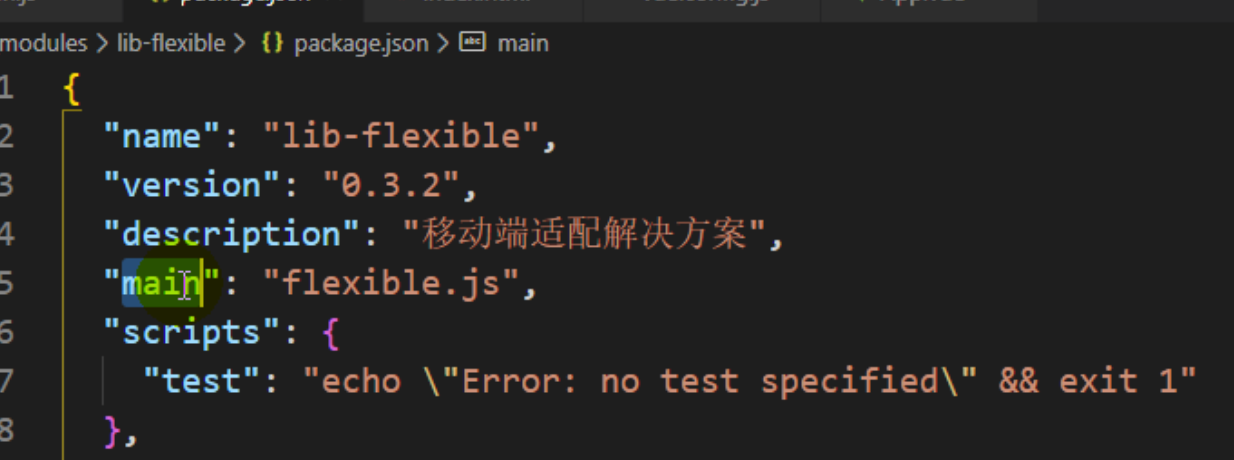 modules > lib-flexible > {} package.json > main
1 {
2 "name": "lib-flexible",
3 "version": "0.3.2",
4 "description": "移动端适配解决方案",
5 "main": "flexible.js",
6 "scripts": {
7 "test": "echo \"Error: no test specified\" && exit 1"
8 },